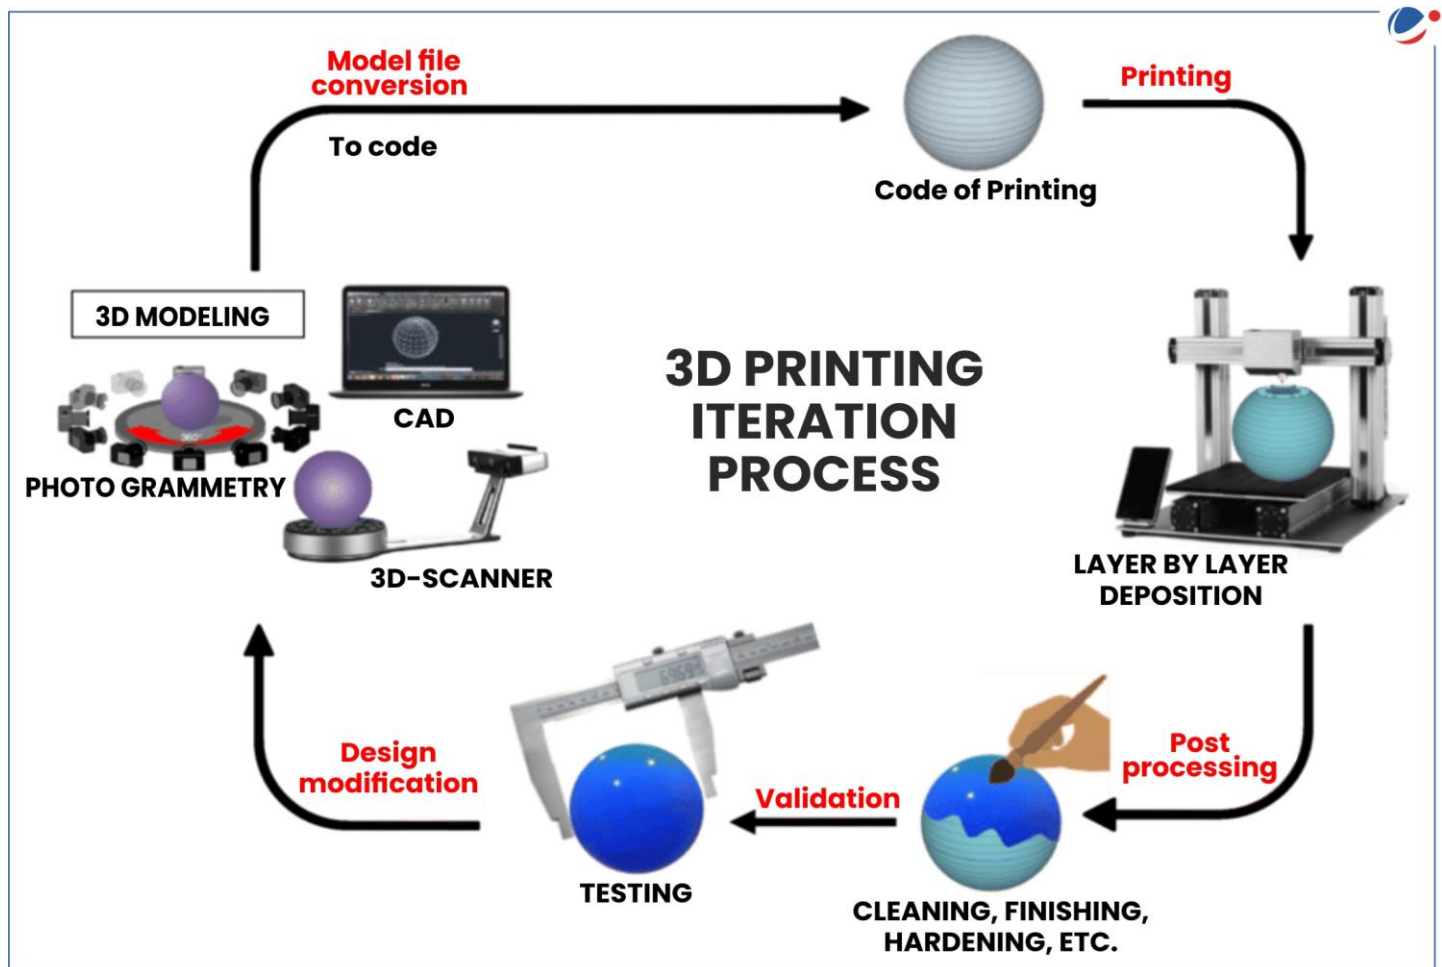 Model file
conversion
To code
Code of Printing
Printing
3D MODELING
CAD
PHOTO GRAMMETRY
360°
3D-SCANNER
3D PRINTING
ITERATION
PROCESS
LAYER BY LAYER
DEPOSITION
Post
processing
CLEANING, FINISHING,
HARDENING, ETC.
Validation
TESTING
Design
modification